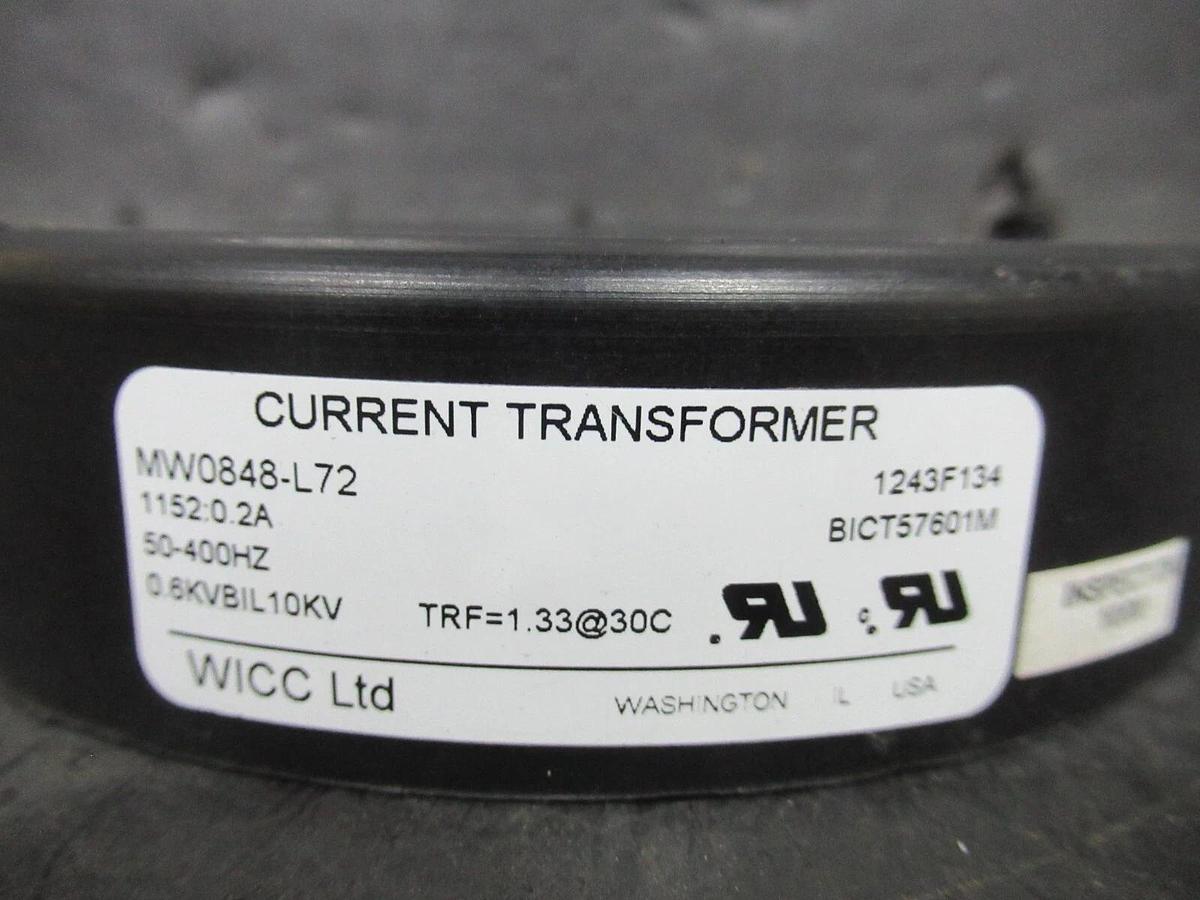 CURRENT TRANSFORMER
MW0848-L72
1243F134
1152:0.2A
BICT57601M
50-400HZ
0.6KVBIL10KV
TRF=1.33@30C
WICC Ltd
WASHINGTON IL USA